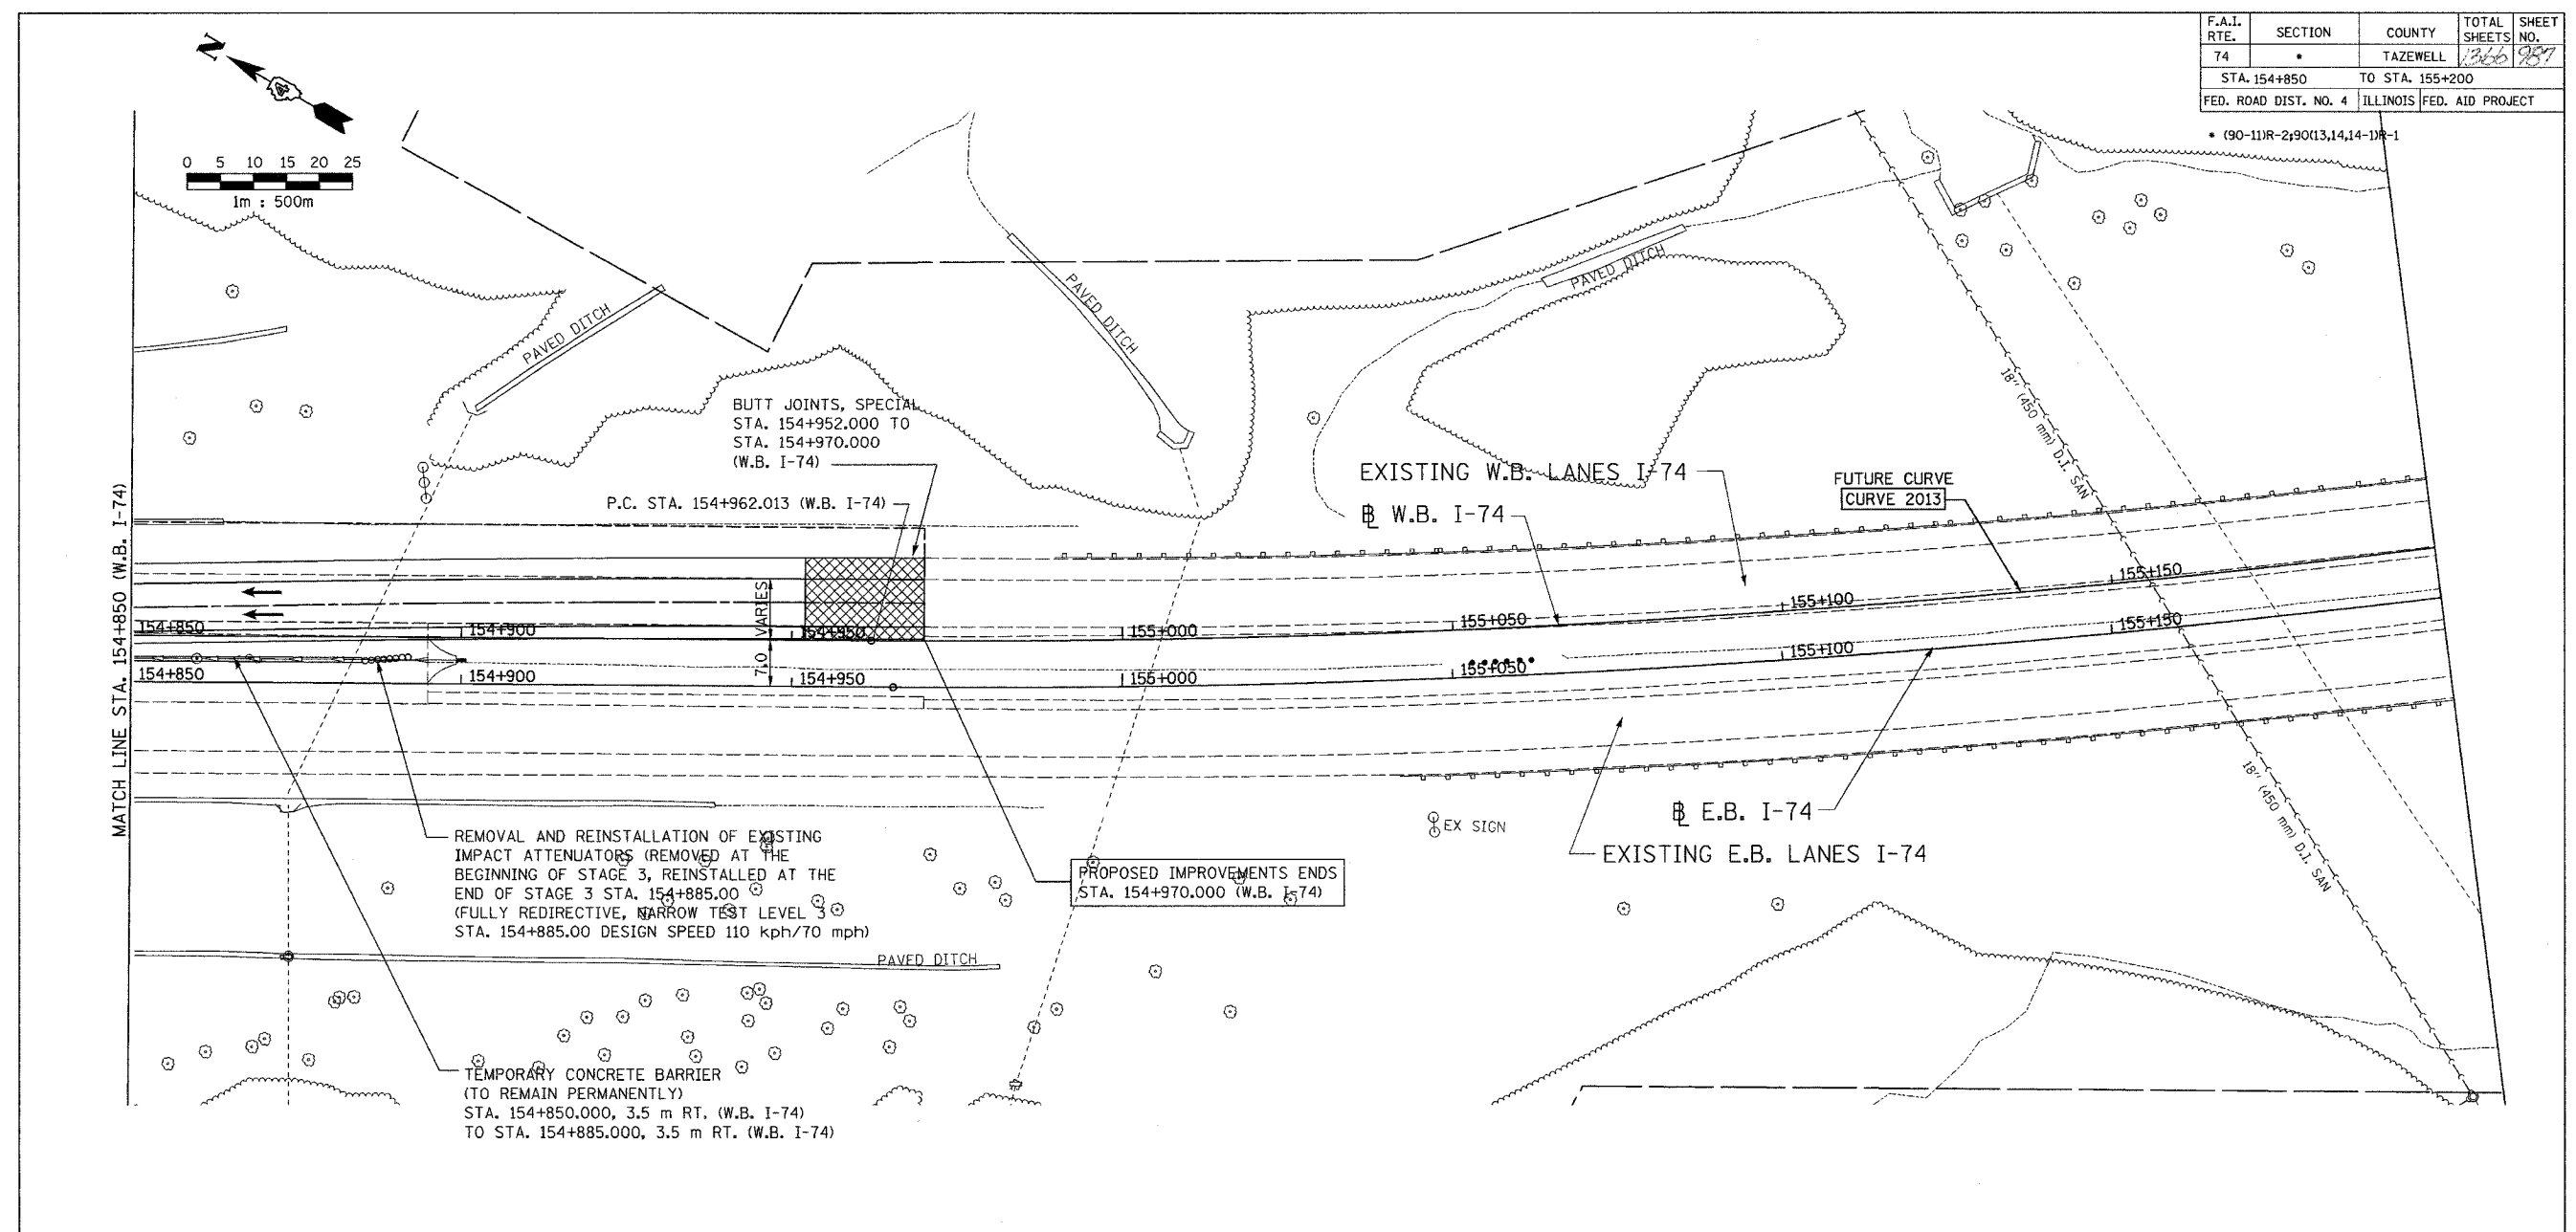 F.A.I. RTE. SECTION COUNTY TOTAL SHEETS SHEET NO.
74 * TAZEWELL 1366 987
STA. 154+850 TO STA. 155+200
FED. ROAD DIST. NO. 4 ILLINOIS FED. AID PROJECT
* (90-11)R-2;90(13,14,14-1)R-1
N
4
0 5 10 15 20 25
1m : 500m
PAVED DITCH
PAVED DITCH
PAVED DITCH
BUTT JOINTS, SPECIAL
STA. 154+952.000 TO
STA. 154+970.000
(W.B. I-74)
P.C. STA. 154+962.013 (W.B. I-74)
EXISTING W.B. LANES I-74
BL W.B. I-74
FUTURE CURVE
CURVE 2013
18" (450 mm) D.I. SAN
MATCH LINE STA. 154+850 (W.B. I-74)
VARIES
7.0
154+850 154+900 154+950 155+000 155+050 155+100 155+150
154+850 154+900 154+950 155+000 155+050 155+100 155+150
BL E.B. I-74
EXISTING E.B. LANES I-74
EX SIGN
18" (450 mm) D.I. SAN
REMOVAL AND REINSTALLATION OF EXISTING
IMPACT ATTENUATORS (REMOVED AT THE
BEGINNING OF STAGE 3, REINSTALLED AT THE
END OF STAGE 3 STA. 154+885.00
(FULLY REDIRECTIVE, NARROW TEST LEVEL 3
STA. 154+885.00 DESIGN SPEED 110 kph/70 mph)
PROPOSED IMPROVEMENTS ENDS
STA. 154+970.000 (W.B. I-74)
PAVED DITCH
TEMPORARY CONCRETE BARRIER
(TO REMAIN PERMANENTLY)
STA. 154+850.000, 3.5 m RT. (W.B. I-74)
TO STA. 154+885.000, 3.5 m RT. (W.B. I-74)